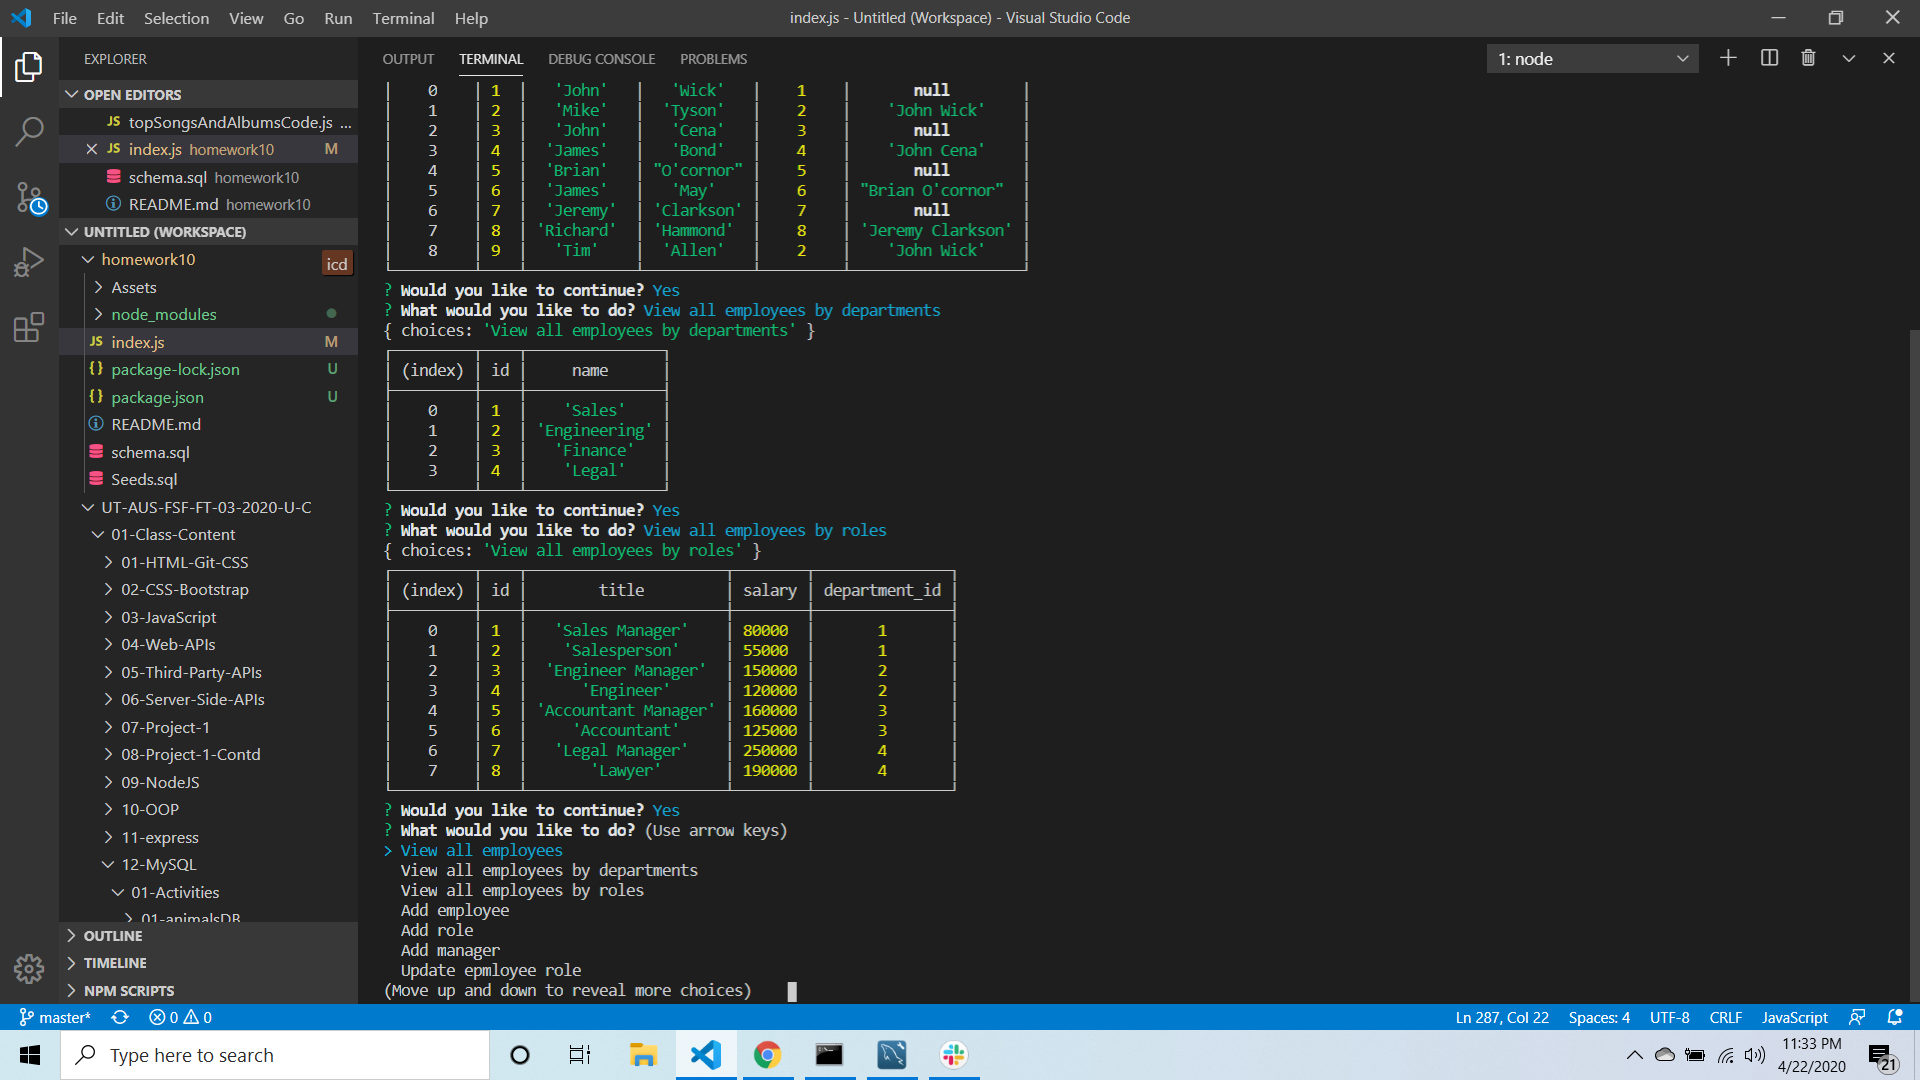 File Edit Selection View Go Run Terminal Help
index.js - Untitled (Workspace) - Visual Studio Code
EXPLORER
OPEN EDITORS
JS topSongsAndAlbumsCode.js ...
JS index.js homework10 M
schema.sql homework10
README.md homework10
UNTITLED (WORKSPACE)
homework10
icd
Assets
node_modules
JS index.js M
{} package-lock.json U
{} package.json U
README.md
schema.sql
Seeds.sql
UT-AUS-FSF-FT-03-2020-U-C
01-Class-Content
01-HTML-Git-CSS
02-CSS-Bootstrap
03-JavaScript
04-Web-APIs
05-Third-Party-APIs
06-Server-Side-APIs
07-Project-1
08-Project-1-Contd
09-NodeJS
10-OOP
11-express
12-MySQL
01-Activities
01-animalsDB
OUTLINE
TIMELINE
NPM SCRIPTS
OUTPUT TERMINAL DEBUG CONSOLE PROBLEMS
1: node
0 1 'John' 'Wick' 1 null
1 2 'Mike' 'Tyson' 2 'John Wick'
2 3 'John' 'Cena' 3 null
3 4 'James' 'Bond' 4 'John Cena'
4 5 'Brian' "O'cornor" 5 null
5 6 'James' 'May' 6 "Brian O'cornor"
6 7 'Jeremy' 'Clarkson' 7 null
7 8 'Richard' 'Hammond' 8 'Jeremy Clarkson'
8 9 'Tim' 'Allen' 2 'John Wick'
? Would you like to continue? Yes
? What would you like to do? View all employees by departments
{ choices: 'View all employees by departments' }
(index) id name
0 1 'Sales'
1 2 'Engineering'
2 3 'Finance'
3 4 'Legal'
? Would you like to continue? Yes
? What would you like to do? View all employees by roles
{ choices: 'View all employees by roles' }
(index) id title salary department_id
0 1 'Sales Manager' 80000 1
1 2 'Salesperson' 55000 1
2 3 'Engineer Manager' 150000 2
3 4 'Engineer' 120000 2
4 5 'Accountant Manager' 160000 3
5 6 'Accountant' 125000 3
6 7 'Legal Manager' 250000 4
7 8 'Lawyer' 190000 4
? Would you like to continue? Yes
? What would you like to do? (Use arrow keys)
> View all employees
View all employees by departments
View all employees by roles
Add employee
Add role
Add manager
Update epmloyee role
(Move up and down to reveal more choices)
master* 0 0
Ln 287, Col 22 Spaces: 4 UTF-8 CRLF JavaScript
Type here to search
11:33 PM
4/22/2020
21